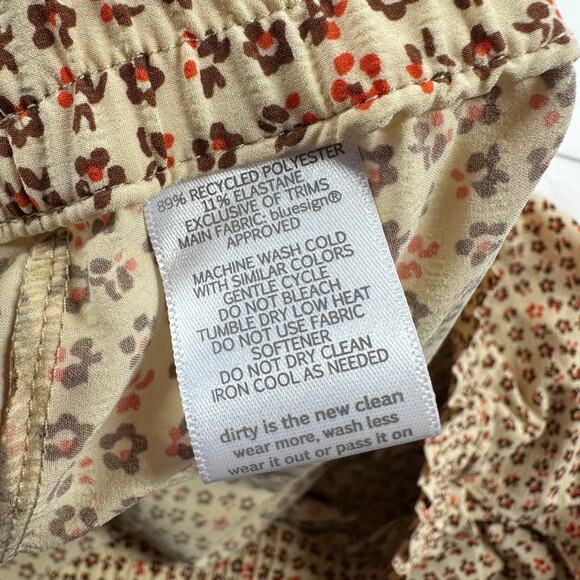 89% RECYCLED POLYESTER
11% ELASTANE
EXCLUSIVE OF TRIMS
MAIN FABRIC: bluesign®
APPROVED
MACHINE WASH COLD
WITH SIMILAR COLORS
GENTLE CYCLE
DO NOT BLEACH
TUMBLE DRY LOW HEAT
DO NOT USE FABRIC
SOFTENER
DO NOT DRY CLEAN
IRON COOL AS NEEDED
dirty is the new clean
wear more, wash less
wear it out or pass it on